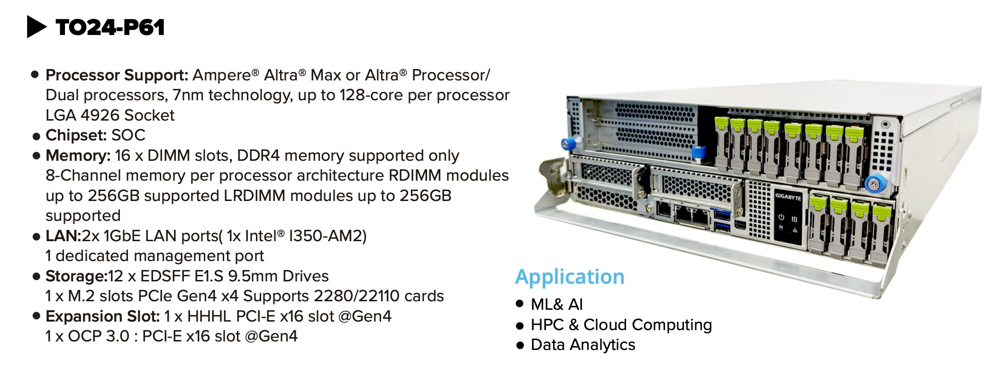 TO24-P61
Processor Support: Ampere® Altra® Max or Altra® Processor/
Dual processors, 7nm technology, up to 128-core per processor
LGA 4926 Socket
Chipset: SOC
Memory: 16 x DIMM slots, DDR4 memory supported only
8-Channel memory per processor architecture RDIMM modules
up to 256GB supported LRDIMM modules up to 256GB
supported
LAN:2x 1GbE LAN ports( 1x Intel® I350-AM2)
1 dedicated management port
Storage:12 x EDSFF E1.S 9.5mm Drives
1 x M.2 slots PCIe Gen4 x4 Supports 2280/22110 cards
Expansion Slot: 1 x HHHL PCI-E x16 slot @Gen4
1 x OCP 3.0 : PCI-E x16 slot @Gen4
GIGABYTE
ID
Application
ML& AI
HPC & Cloud Computing
Data Analytics